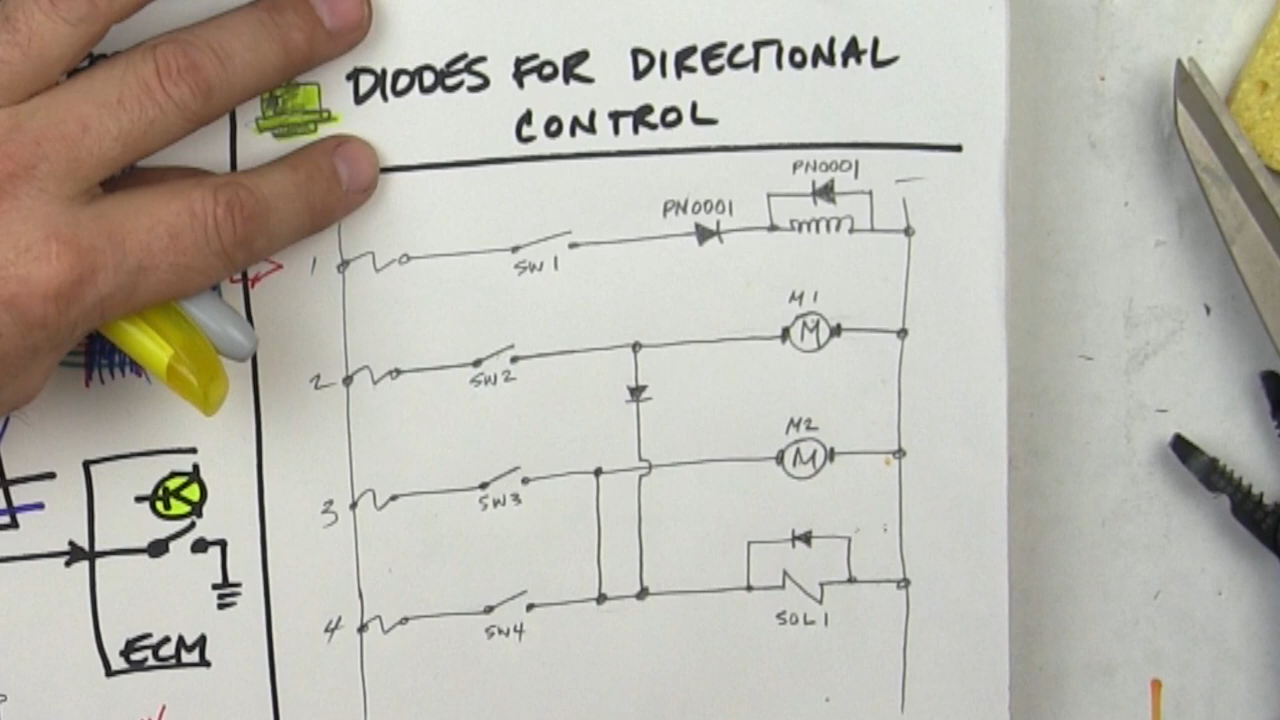 DIODES FOR DIRECTIONAL
CONTROL
PN0001
PN0001
1
SW1
M1
M
2
SW2
M2
M
3
SW3
4
SW4
SOL1
ECM